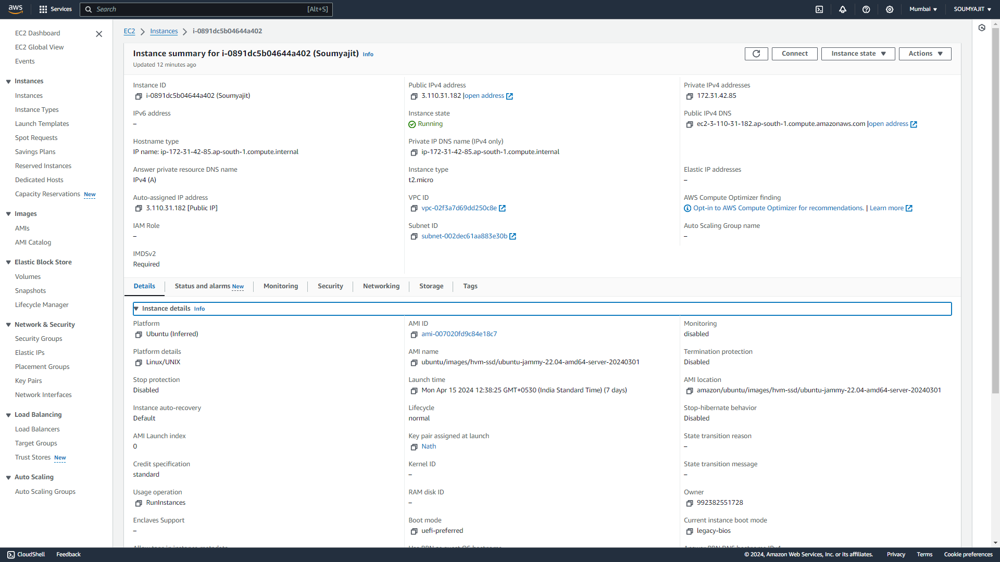 aws
Services
Search
[Alt+S]
Mumbai
SOUMYAJIT
EC2 Dashboard
EC2 Global View
Events
Instances
Instances
Instance Types
Launch Templates
Spot Requests
Savings Plans
Reserved Instances
Dedicated Hosts
Capacity Reservations New
Images
AMIs
AMI Catalog
Elastic Block Store
Volumes
Snapshots
Lifecycle Manager
Network & Security
Security Groups
Elastic IPs
Placement Groups
Key Pairs
Network Interfaces
Load Balancing
Load Balancers
Target Groups
Trust Stores New
Auto Scaling
Auto Scaling Groups
EC2 > Instances > i-0891dc5b04644a402
Instance summary for i-0891dc5b04644a402 (Soumyajit) Info
Updated 12 minutes ago
Connect
Instance state
Actions
Instance ID
i-0891dc5b04644a402 (Soumyajit)
Public IPv4 address
3.110.31.182 |open address
Private IPv4 addresses
172.31.42.85
IPv6 address
–
Instance state
Running
Public IPv4 DNS
ec2-3-110-31-182.ap-south-1.compute.amazonaws.com |open address
Hostname type
IP name: ip-172-31-42-85.ap-south-1.compute.internal
Private IP DNS name (IPv4 only)
ip-172-31-42-85.ap-south-1.compute.internal
Answer private resource DNS name
IPv4 (A)
Instance type
t2.micro
Elastic IP addresses
–
Auto-assigned IP address
3.110.31.182 [Public IP]
VPC ID
vpc-02f3a7d69dd250c8e
AWS Compute Optimizer finding
Opt-in to AWS Compute Optimizer for recommendations. | Learn more
IAM Role
–
Subnet ID
subnet-002dec61aa883e30b
Auto Scaling Group name
–
IMDSv2
Required
Details
Status and alarms New
Monitoring
Security
Networking
Storage
Tags
Instance details Info
Platform
Ubuntu (Inferred)
AMI ID
ami-007020fd9c84e18c7
Monitoring
disabled
Platform details
Linux/UNIX
AMI name
ubuntu/images/hvm-ssd/ubuntu-jammy-22.04-amd64-server-20240301
Termination protection
Disabled
Stop protection
Disabled
Launch time
Mon Apr 15 2024 12:38:25 GMT+0530 (India Standard Time) (7 days)
AMI location
amazon/ubuntu/images/hvm-ssd/ubuntu-jammy-22.04-amd64-server-20240301
Instance auto-recovery
Default
Lifecycle
normal
Stop-hibernate behavior
Disabled
AMI Launch index
0
Key pair assigned at launch
Nath
State transition reason
–
Credit specification
standard
Kernel ID
–
State transition message
–
Usage operation
RunInstances
RAM disk ID
–
Owner
992382551728
Enclaves Support
–
Boot mode
uefi-preferred
Current instance boot mode
legacy-bios
CloudShell
Feedback
© 2024, Amazon Web Services, Inc. or its affiliates.
Privacy
Terms
Cookie preferences